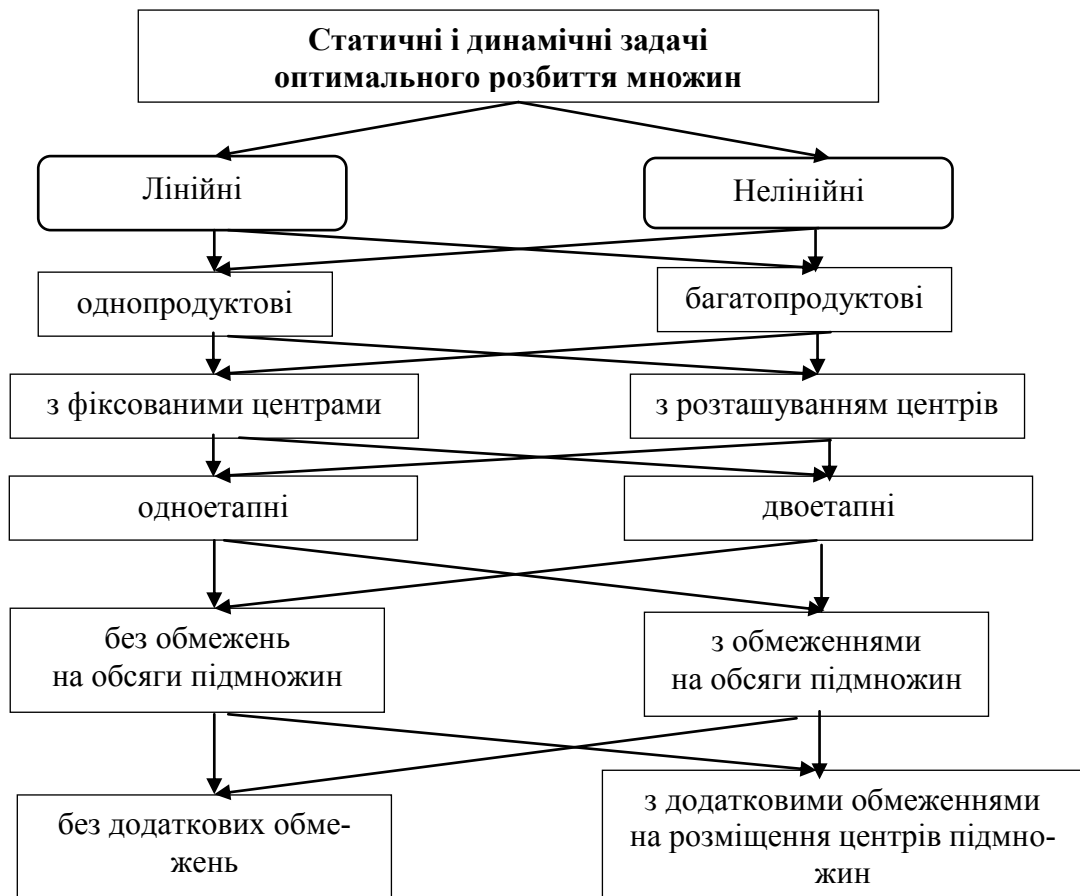 Статичні і динамічні задачі
оптимального розбиття множин
Лінійні
Нелінійні
однопродуктові
багатопродуктові
з фіксованими центрами
з розташуванням центрів
одноетапні
двоетапні
без обмежень
на обсяги підмножин
з обмеженнями
на обсяги підмножин
без додаткових обме-
жень
з додатковими обмеженнями
на розміщення центрів підмно-
жин